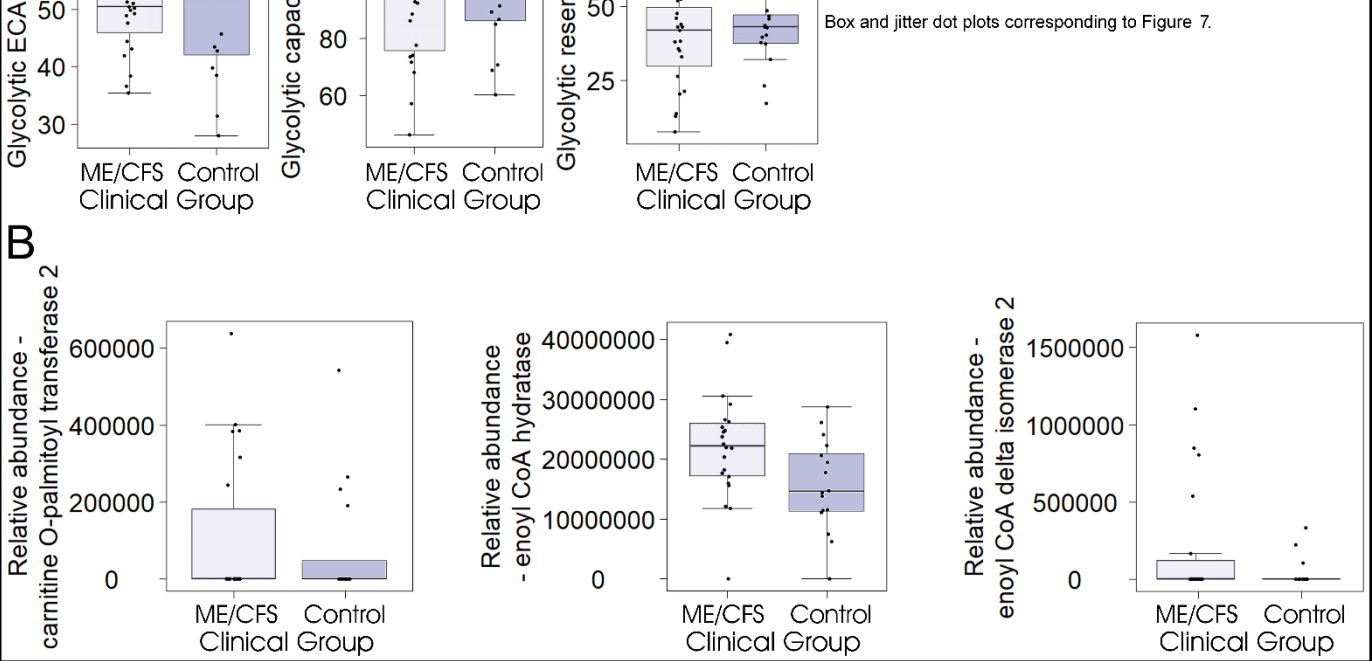 Glycolytic ECA
50
40
30
ME/CFS Control
Clinical Group
Glycolytic capac
80
60
ME/CFS Control
Clinical Group
Glycolytic reser
50
25
ME/CFS Control
Clinical Group
Box and jitter dot plots corresponding to Figure 7.
B
Relative abundance -
carnitine O-palmitoyl transferase 2
600000
400000
200000
0
ME/CFS Control
Clinical Group
Relative abundance
- enoyl CoA hydratase
40000000
30000000
20000000
10000000
0
ME/CFS Control
Clinical Group
Relative abundance -
enoyl CoA delta isomerase 2
1500000
1000000
500000
0
ME/CFS Control
Clinical Group